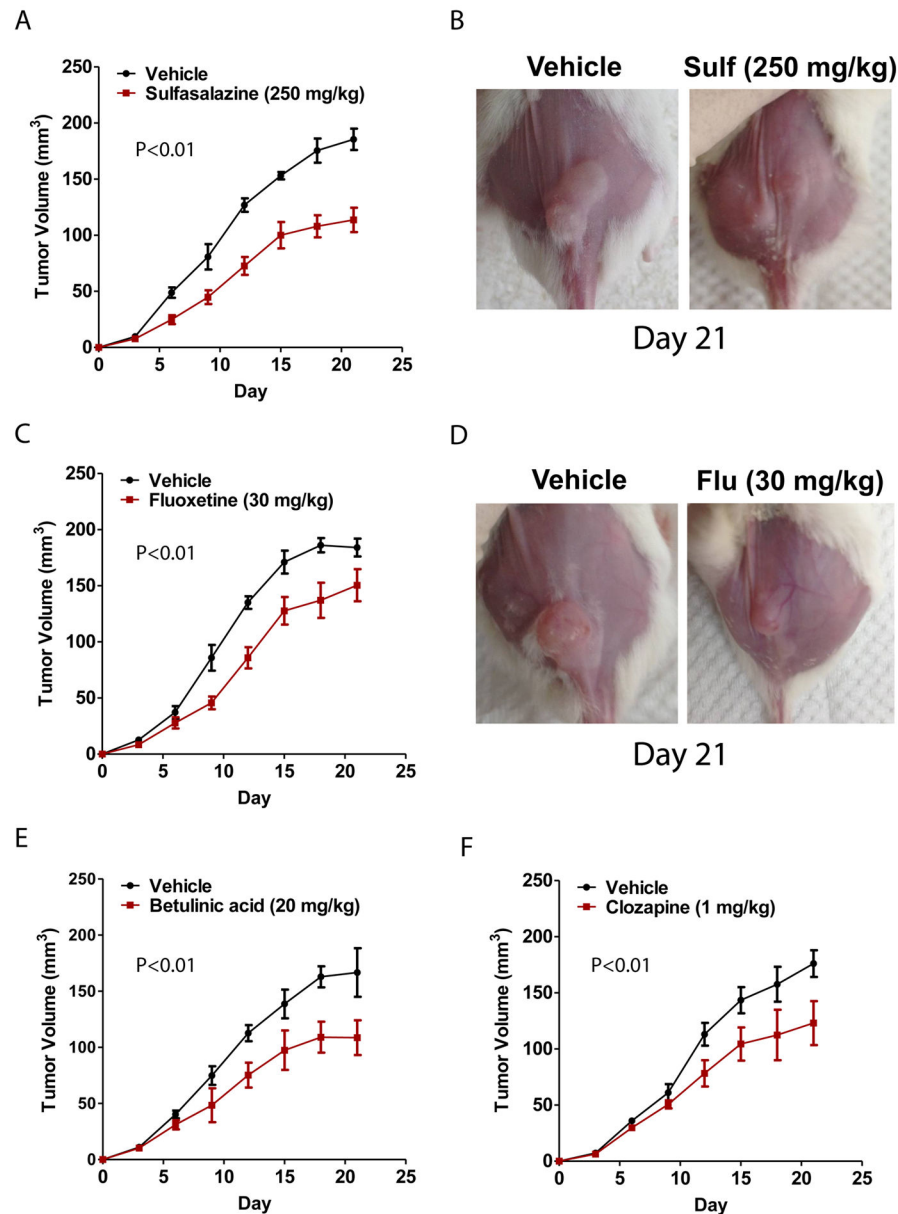 A
250
200
150
100
50
0
Tumor Volume (mm³)
Vehicle
Sulfasalazine (250 mg/kg)
P<0.01
0 5 10 15 20 25
Day
B
Vehicle
Sulf (250 mg/kg)
Day 21
C
250
200
150
100
50
0
Tumor Volume (mm³)
Vehicle
Fluoxetine (30 mg/kg)
P<0.01
0 5 10 15 20 25
Day
D
Vehicle
Flu (30 mg/kg)
Day 21
E
250
200
150
100
50
0
Tumor Volume (mm³)
Vehicle
Betulinic acid (20 mg/kg)
P<0.01
0 5 10 15 20 25
Day
F
250
200
150
100
50
0
Tumor Volume (mm³)
Vehicle
Clozapine (1 mg/kg)
P<0.01
0 5 10 15 20 25
Day